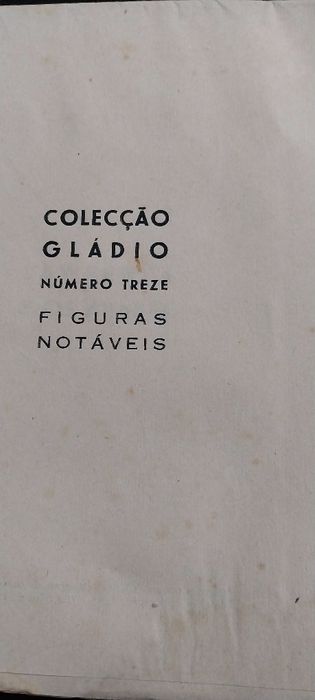 COLECÇÃO
GLÁDIO
NÚMERO TREZE
FIGURAS
NOTÁVEIS